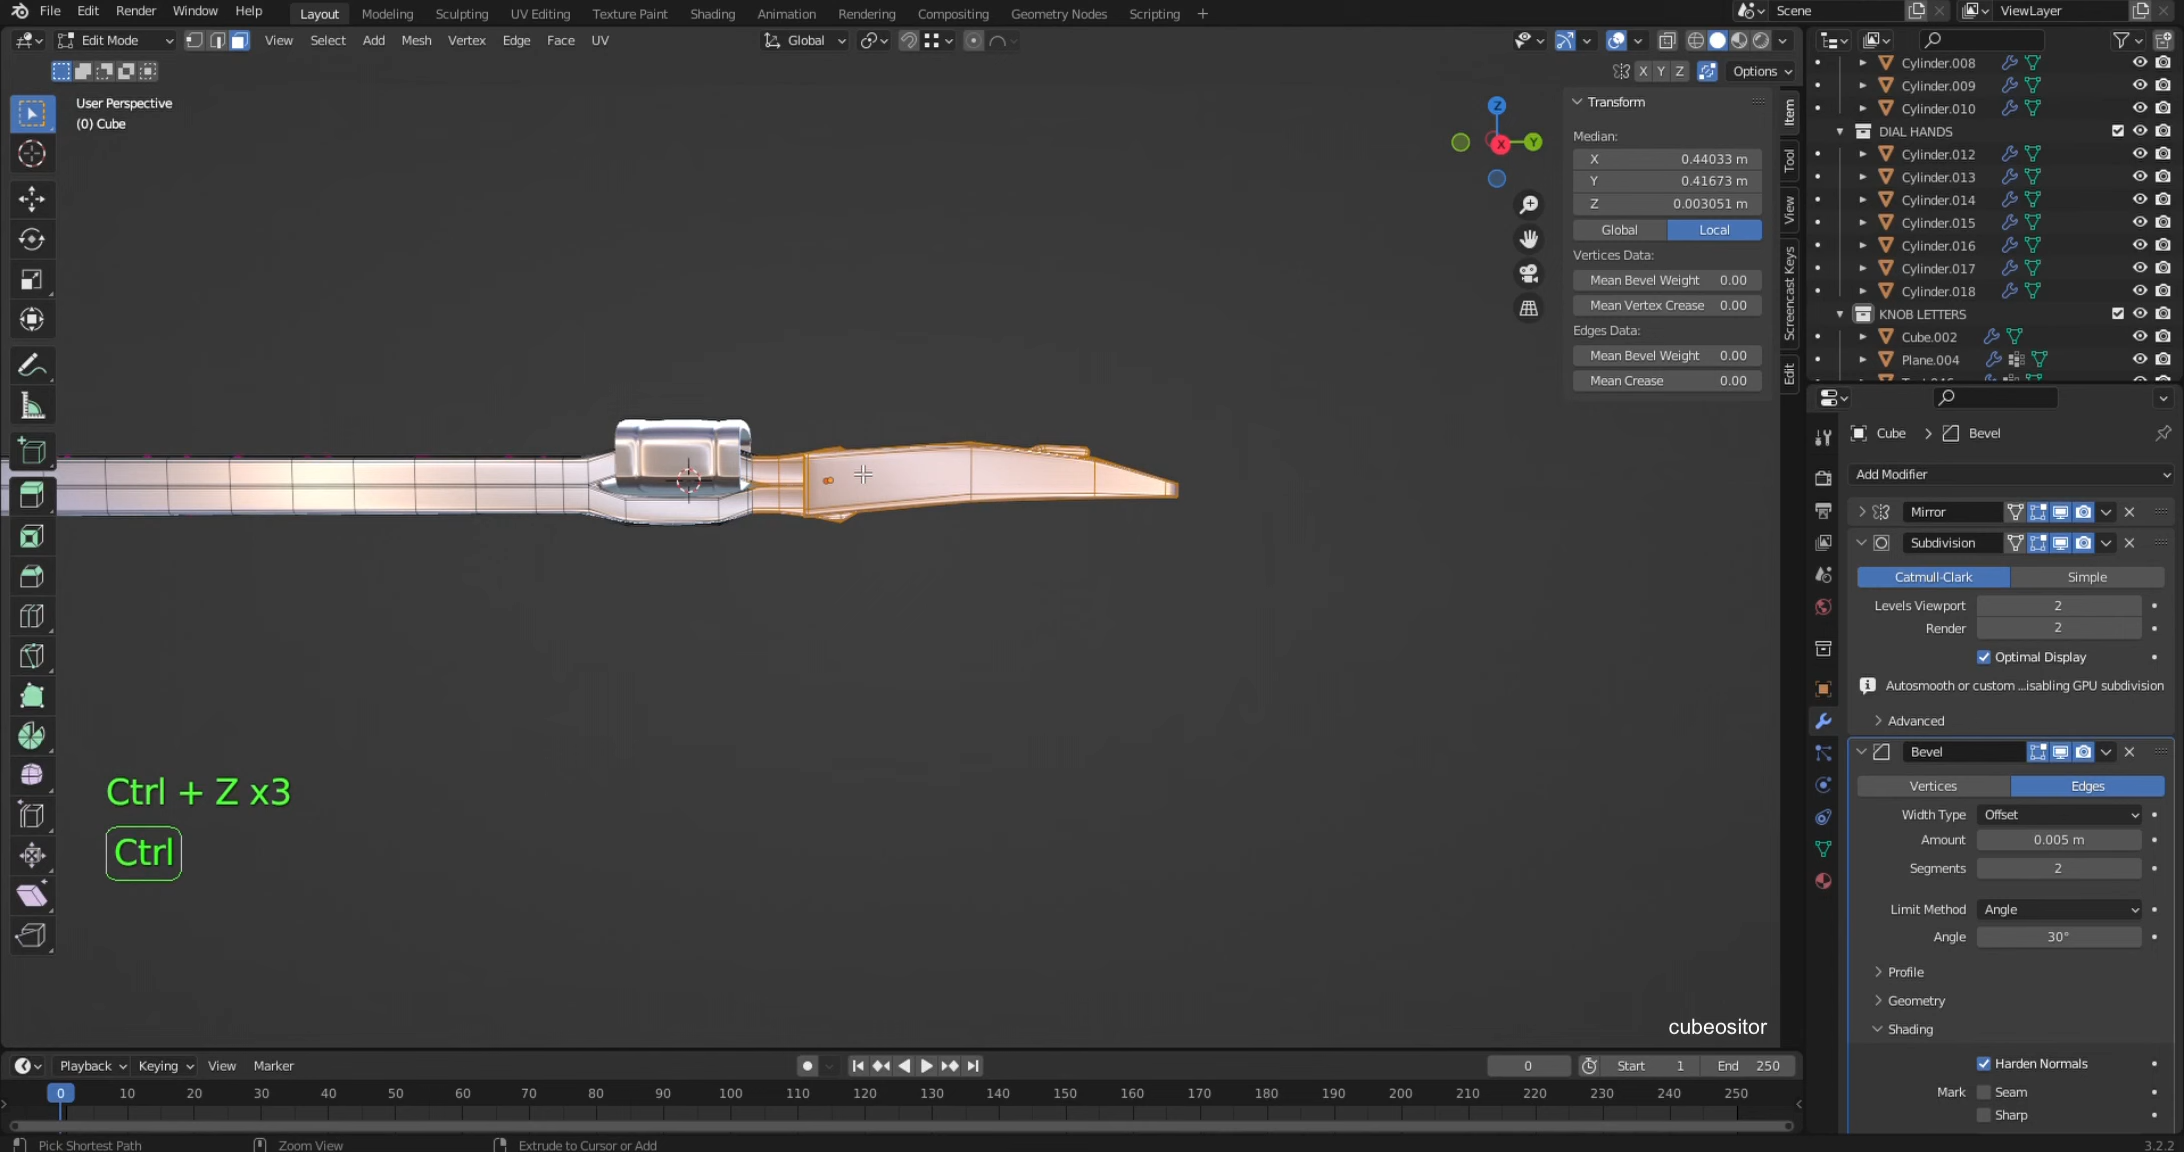 File Edit Render Window Help Layout Modeling Sculpting UV Editing Texture Paint Shading Animation Rendering Compositing Geometry Nodes Scripting + Scene ViewLayer
Edit Mode View Select Add Mesh Vertex Edge Face UV Global
X Y Z Options
User Perspective
(0) Cube
Z
Y
X
Transform
Median:
X 0.44033 m
Y 0.41673 m
Z 0.003051 m
Global Local
Vertices Data:
Mean Bevel Weight 0.00
Mean Vertex Crease 0.00
Edges Data:
Mean Bevel Weight 0.00
Mean Crease 0.00
Item
Tool
View
Screencast Keys
Edit
Cylinder.008
Cylinder.009
Cylinder.010
DIAL HANDS
Cylinder.012
Cylinder.013
Cylinder.014
Cylinder.015
Cylinder.016
Cylinder.017
Cylinder.018
KNOB LETTERS
Cube.002
Plane.004
Cube > Bevel
Add Modifier
Mirror
Subdivision
Catmull-Clark Simple
Levels Viewport 2
Render 2
Optimal Display
Autosmooth or custom ...isabling GPU subdivision
Advanced
Bevel
Vertices Edges
Width Type Offset
Amount 0.005 m
Segments 2
Limit Method Angle
Angle 30°
Profile
Geometry
Shading
Harden Normals
Mark Seam
Sharp
Ctrl + Z x3
Ctrl
cubeositor
Playback Keying View Marker 0 Start 1 End 250
0 10 20 30 40 50 60 70 80 90 100 110 120 130 140 150 160 170 180 190 200 210 220 230 240 250
Pick Shortest Path Zoom View Extrude to Cursor or Add 3.2.2